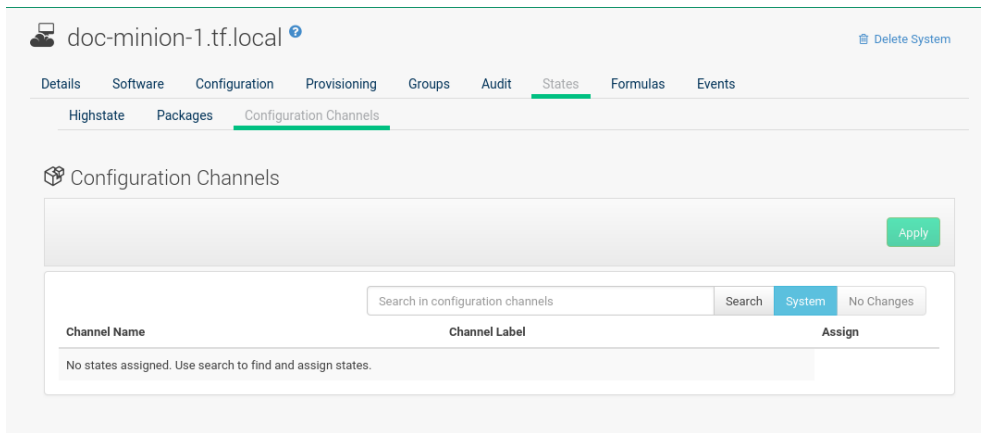 doc-minion-1.tf.local ?
Delete System
Details Software Configuration Provisioning Groups Audit States Formulas Events
Highstate Packages Configuration Channels
Configuration Channels
Apply
Search in configuration channels Search System No Changes
Channel Name Channel Label Assign
No states assigned. Use search to find and assign states.